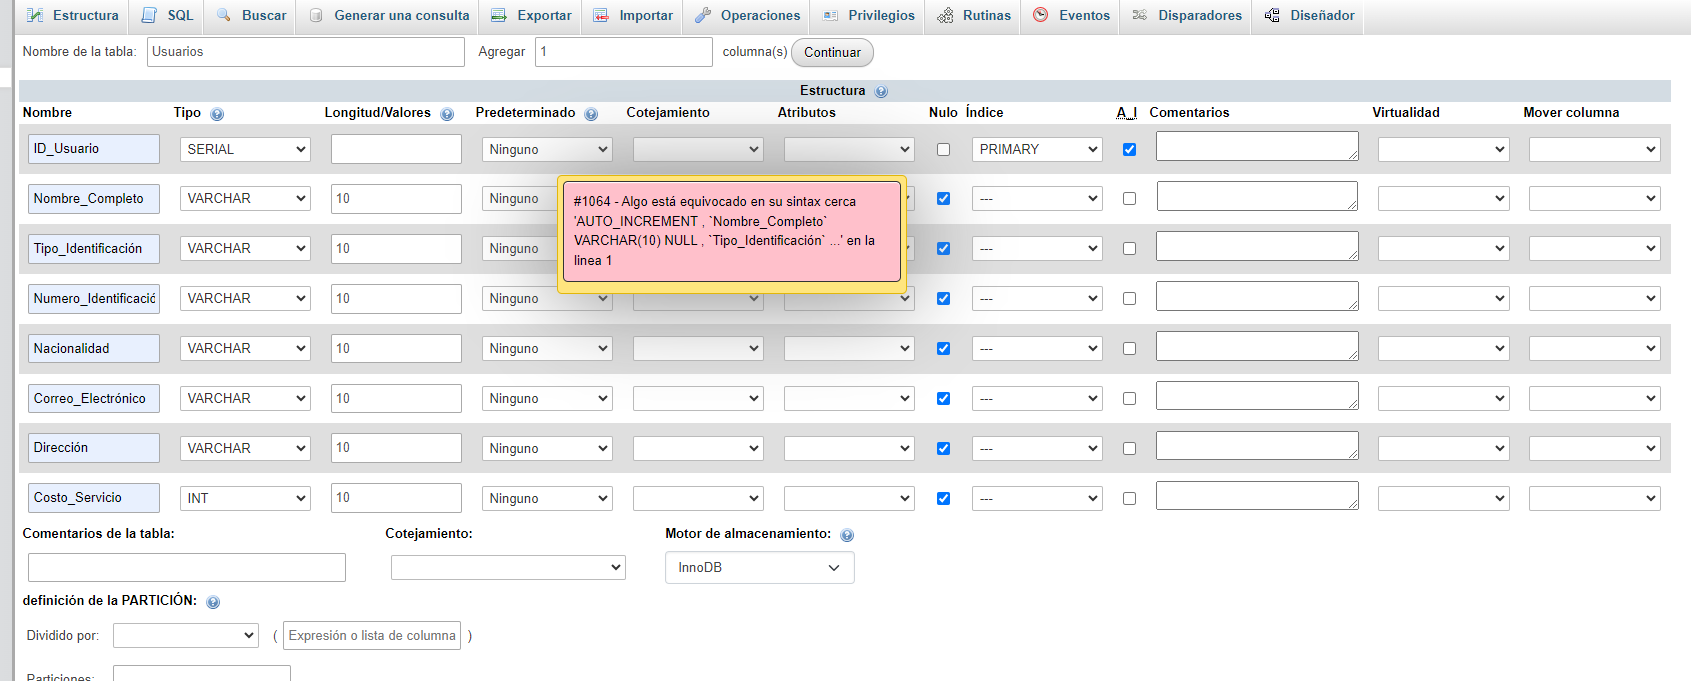 Estructura SQL Buscar Generar una consulta Exportar Importar Operaciones Privilegios Rutinas Eventos Disparadores Diseñador
Nombre de la tabla: Usuarios Agregar 1 columna(s) Continuar
Estructura
Nombre Tipo Longitud/Valores Predeterminado Cotejamiento Atributos Nulo Índice A_I Comentarios Virtualidad Mover columna
ID_Usuario SERIAL Ninguno PRIMARY
Nombre_Completo VARCHAR 10 Ninguno ---
#1064 - Algo está equivocado en su sintax cerca
'AUTO_INCREMENT , `Nombre_Completo`
VARCHAR(10) NULL , `Tipo_Identificación` ...' en la
linea 1
Tipo_Identificación VARCHAR 10 ---
Numero_Identificació VARCHAR 10 Ninguno ---
Nacionalidad VARCHAR 10 Ninguno ---
Correo_Electrónico VARCHAR 10 Ninguno ---
Dirección VARCHAR 10 Ninguno ---
Costo_Servicio INT 10 Ninguno ---
Comentarios de la tabla: Cotejamiento: Motor de almacenamiento:
InnoDB
definición de la PARTICIÓN:
Dividido por: ( Expresión o lista de columna )
Particiones: